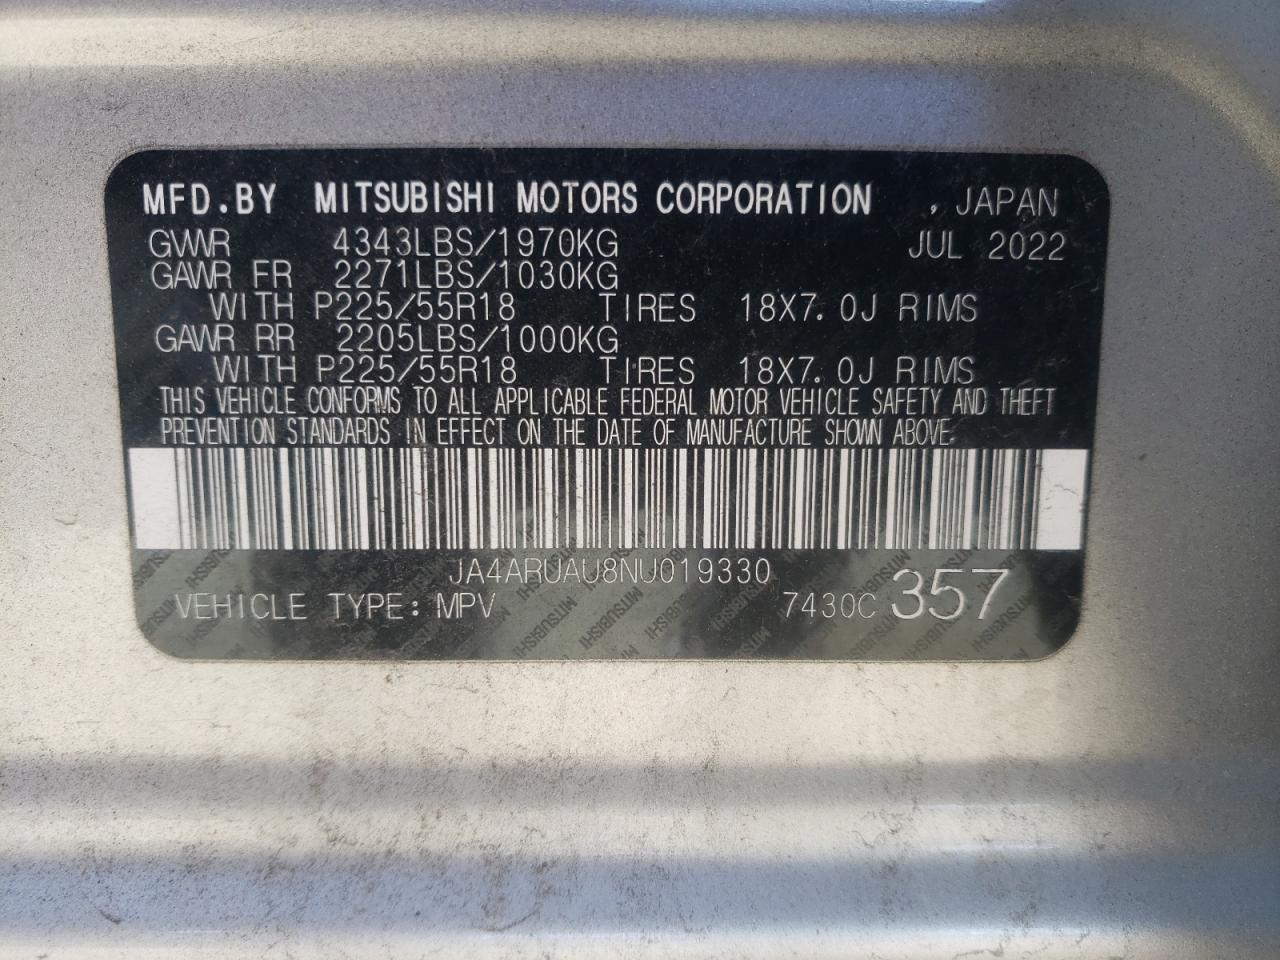 MFD.BY MITSUBISHI MOTORS CORPORATION , JAPAN
GVWR 4343LBS/1970KG JUL 2022
GAWR FR 2271LBS/1030KG
WITH P225/55R18 TIRES 18X7.0J RIMS
GAWR RR 2205LBS/1000KG
WITH P225/55R18 TIRES 18X7.0J RIMS
THIS VEHICLE CONFORMS TO ALL APPLICABLE FEDERAL MOTOR VEHICLE SAFETY AND THEFT
PREVENTION STANDARDS IN EFFECT ON THE DATE OF MANUFACTURE SHOWN ABOVE.
JA4ARUAU8NU019330
VEHICLE TYPE: MPV 7430C 357